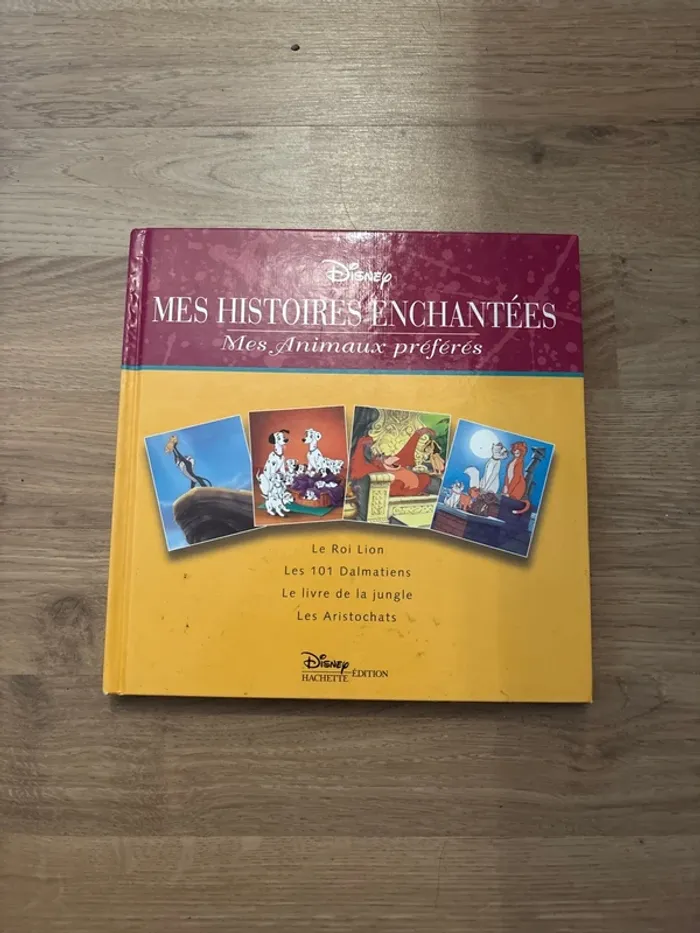 Disney
MES HISTOIRES ENCHANTÉES
Mes Animaux préférés
Le Roi Lion
Les 101 Dalmatiens
Le livre de la jungle
Les Aristochats
Disney
HACHETTE ÉDITION